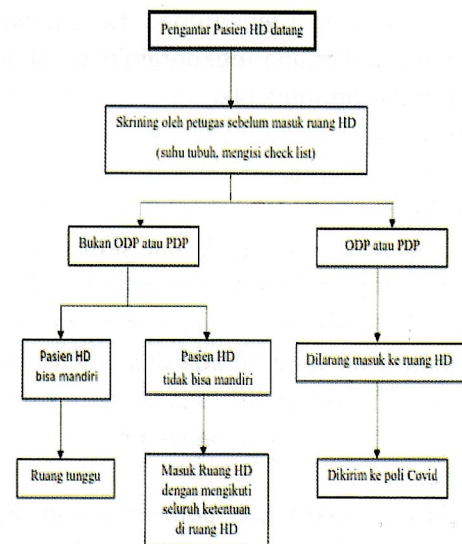 Pengantar Pasien HD datang
Skrining oleh petugas sebelum masuk ruang HD
(suhu tubuh, mengisi check list)
Bukan ODP atau PDP
ODP atau PDP
Pasien HD
bisa mandiri
Pasien HD
tidak bisa mandiri
Dilarang masuk ke ruang HD
Ruang tunggu
Masuk Ruang HD
dengan mengikuti
seluruh ketentuan
di ruang HD
Dikirim ke poli Covid